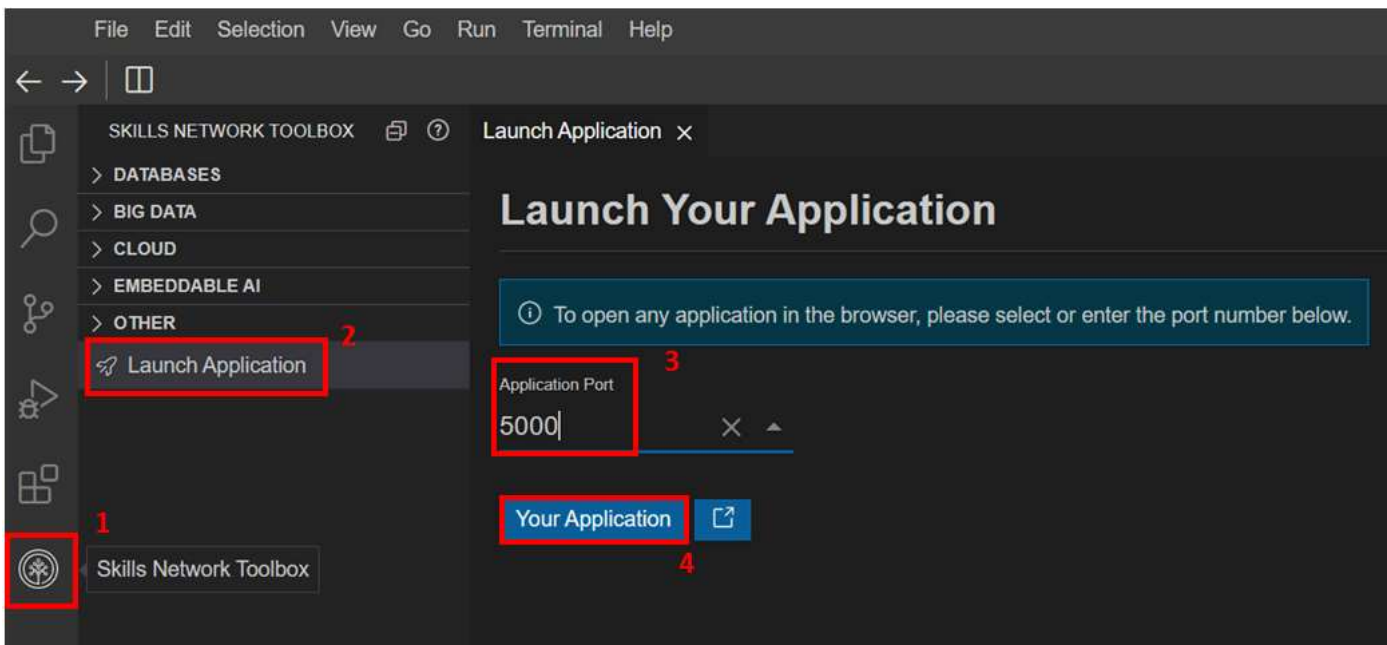 File Edit Selection View Go Run Terminal Help
SKILLS NETWORK TOOLBOX
Launch Application
DATABASES
BIG DATA
CLOUD
EMBEDDABLE AI
OTHER
2
Launch Application
Launch Your Application
To open any application in the browser, please select or enter the port number below.
3
Application Port
5000
Your Application
4
1
Skills Network Toolbox